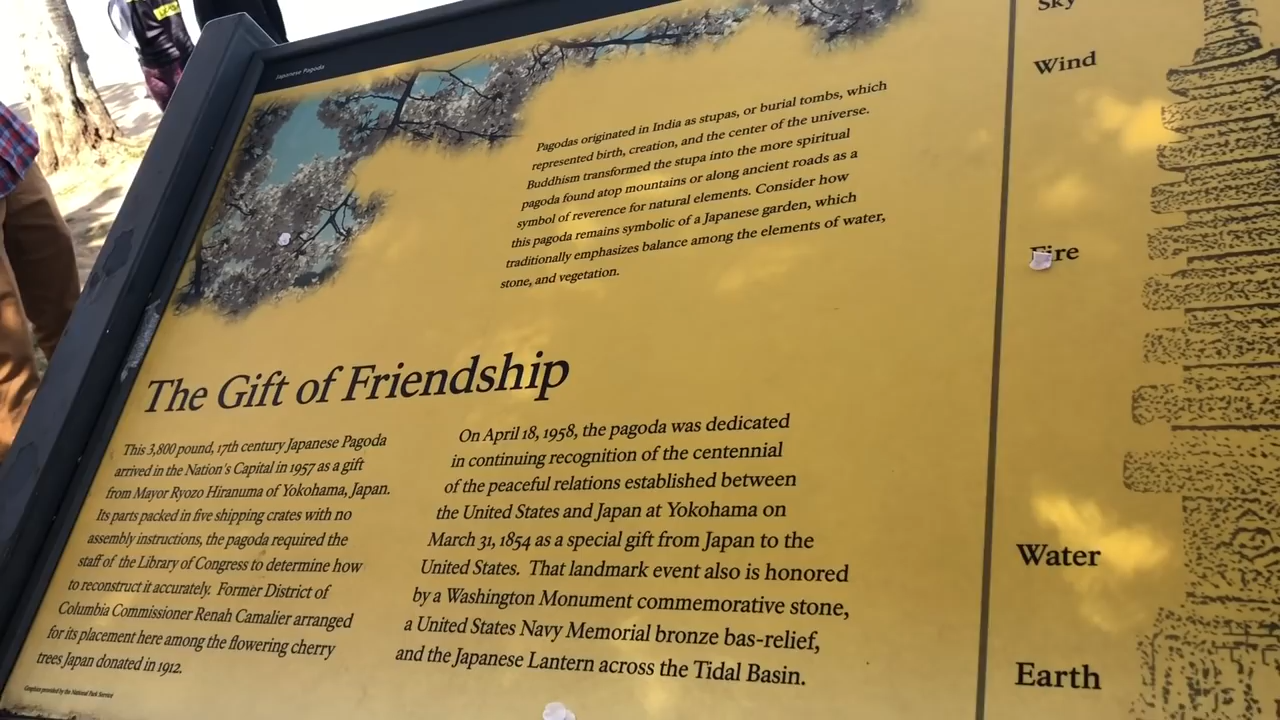 Japanese Pagoda
Pagodas originated in India as stupas, or burial tombs, which
represented birth, creation, and the center of the universe.
Buddhism transformed the stupa into the more spiritual
pagoda found atop mountains or along ancient roads as a
symbol of reverence for natural elements. Consider how
this pagoda remains symbolic of a Japanese garden, which
traditionally emphasizes balance among the elements of water,
stone, and vegetation.
The Gift of Friendship
This 3,800 pound, 17th century Japanese Pagoda
arrived in the Nation's Capital in 1957 as a gift
from Mayor Ryozo Hiranuma of Yokohama, Japan.
Its parts packed in five shipping crates with no
assembly instructions, the pagoda required the
staff of the Library of Congress to determine how
to reconstruct it accurately. Former District of
Columbia Commissioner Renah Camalier arranged
for its placement here among the flowering cherry
trees Japan donated in 1912.
Graphics provided by the National Park Service
On April 18, 1958, the pagoda was dedicated
in continuing recognition of the centennial
of the peaceful relations established between
the United States and Japan at Yokohama on
March 31, 1854 as a special gift from Japan to the
United States. That landmark event also is honored
by a Washington Monument commemorative stone,
a United States Navy Memorial bronze bas-relief,
and the Japanese Lantern across the Tidal Basin.
Sky
Wind
Fire
Water
Earth